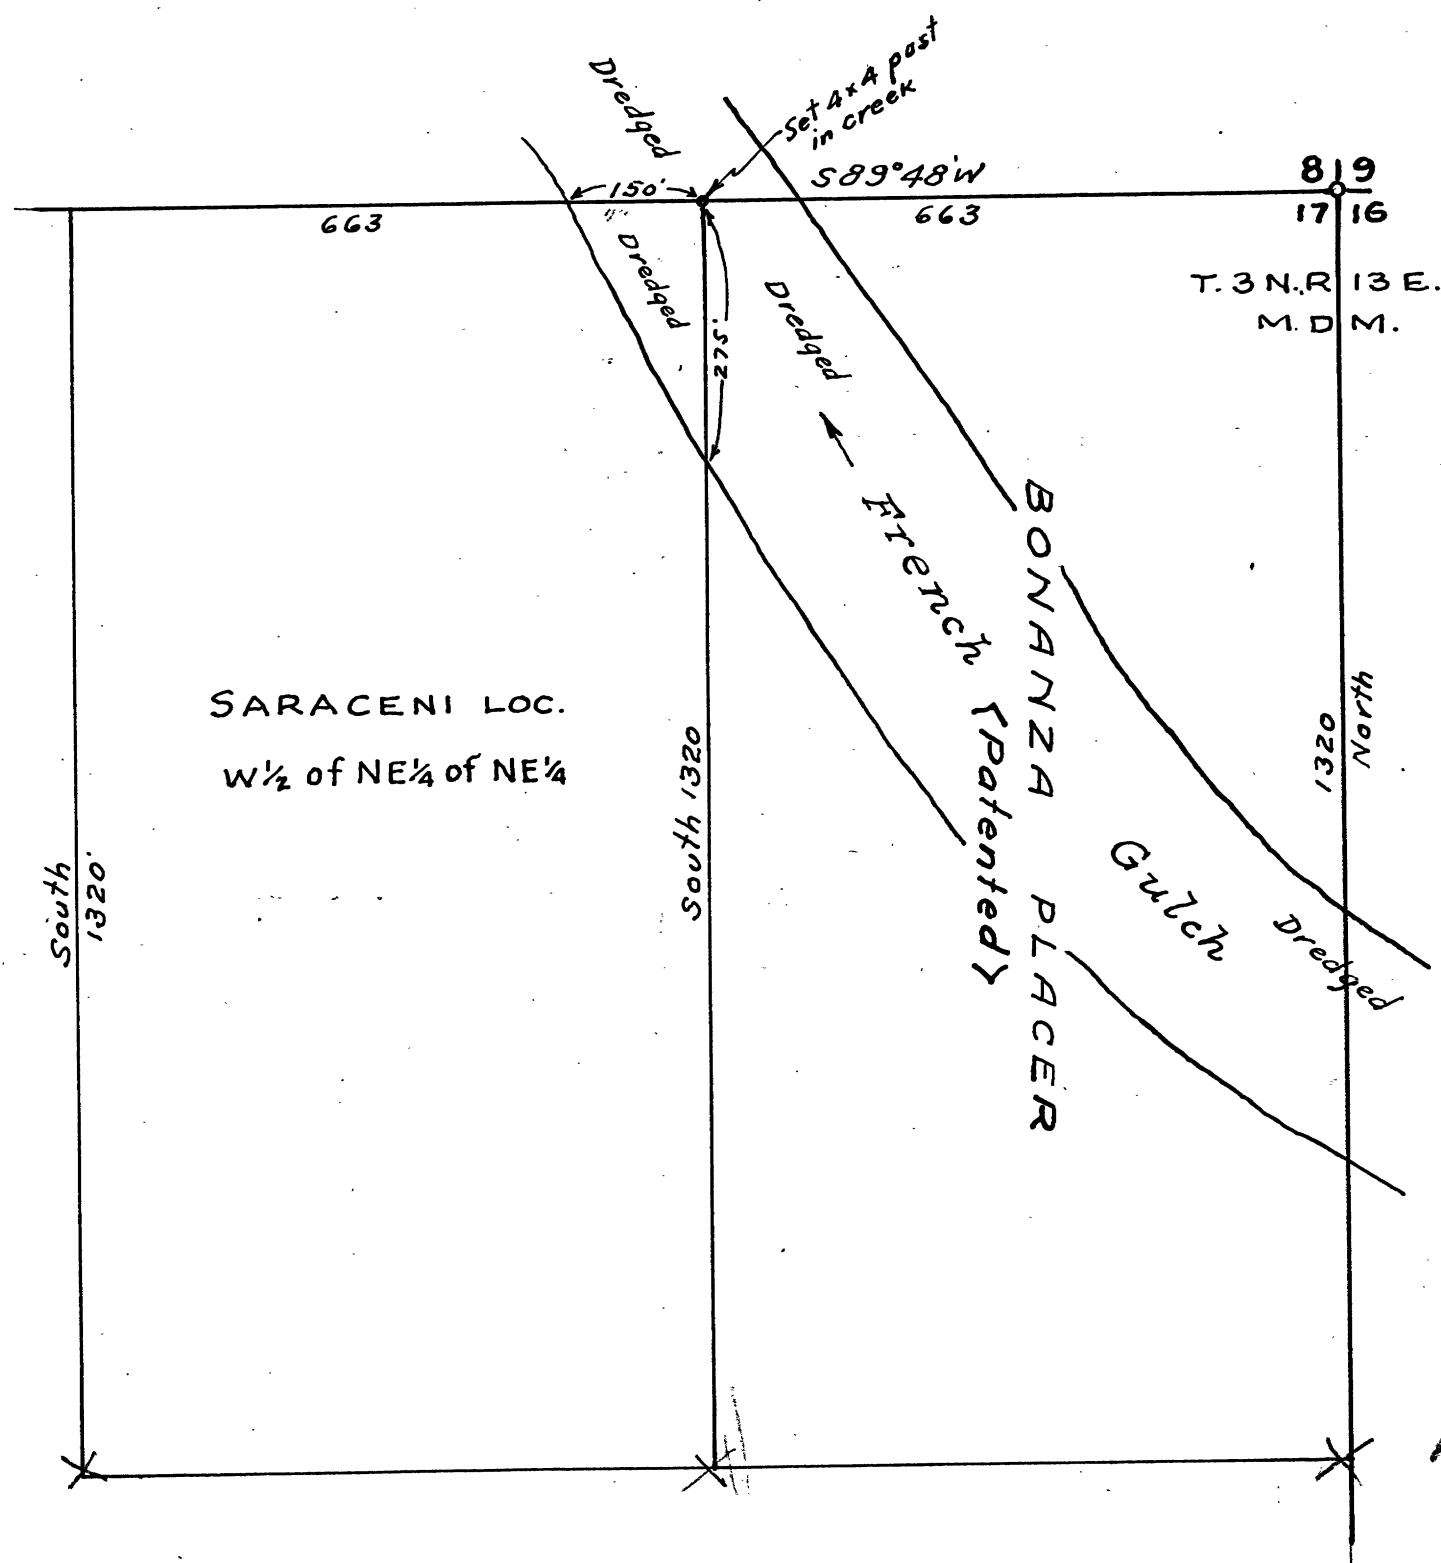 Dredged
Set 4x4 post
in creek
S89°48'W
8 9
150'
17 16
663
663
Dredged
T. 3 N. R 13 E.
M. D M.
Dredged
275'
French
BONANZA PLACER
(Patented)
SARACENI LOC.
W½ of NE¼ of NE¼
South 1320
1320
North
Gulch
South
1320'
Dredged